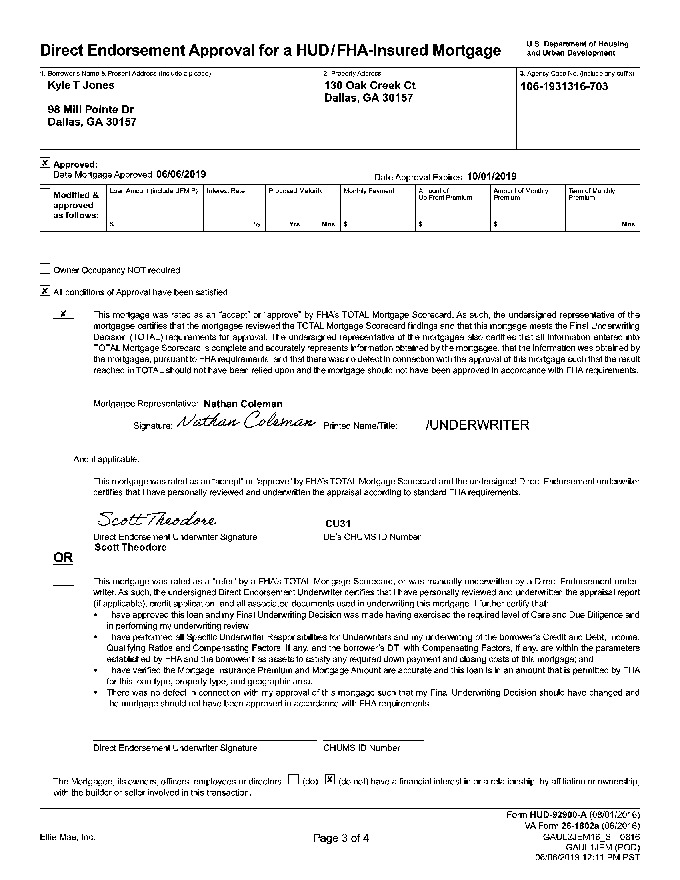 Direct Endorsement Approval for a HUD/FHA-Insured Mortgage
U.S. Department of Housing
and Urban Development
1. Borrower's Name & Present Address (include zip code)
Kyle T Jones
98 Mill Pointe Dr
Dallas, GA 30157
2. Property Address
130 Oak Creek Ct
Dallas, GA 30157
3. Agency Case No. (include any suffix)
106-1931316-703
X Approved:
Date Mortgage Approved 06/06/2019
Date Approval Expires 10/01/2019
Modified &
approved
as follows:
Loan Amount (include UFMIP)
$
Interest Rate
%
Proposed Maturity
Yrs. Mos.
Monthly Payment
$
Amount of
Up Front Premium
$
Amount of Monthly
Premium
$
Term of Monthly
Premium
Mos.
Owner Occupancy NOT required
X All conditions of Approval have been satisfied
X This mortgage was rated as an "accept" or "approve" by FHA's TOTAL Mortgage Scorecard. As such, the undersigned representative of the
mortgagee certifies that the mortgagee reviewed the TOTAL Mortgage Scorecard findings and that this mortgage meets the Final Underwriting
Decision (TOTAL) requirements for approval. The undersigned representative of the mortgagee also certified that all information entered into
TOTAL Mortgage Scorecard is complete and accurately represents information obtained by the mortgagee, that the information was obtained by
the mortgagee, pursuant to FHA requirements, and that there was no defect in connection with the approval of this mortgage such that the result
reached in TOTAL should not have been relied upon and the mortgage should not have been approved in accordance with FHA requirements.
Mortgagee Representative: Nathan Coleman
Signature: Nathan Coleman Printed Name/Title: /UNDERWRITER
And if applicable:
This mortgage was rated as an "accept" or "approve" by FHA's TOTAL Mortgage Scorecard and the undersigned Direct Endorsement underwriter
certifies that I have personally reviewed and underwritten the appraisal according to standard FHA requirements.
Scott Theodore
CU31
Direct Endorsement Underwriter Signature
DE's CHUMS ID Number
Scott Theodore
OR
This mortgage was rated as a "refer" by a FHA's TOTAL Mortgage Scorecard, or was manually underwritten by a Direct Endorsement under-
writer. As such, the undersigned Direct Endorsement Underwriter certifies that I have personally reviewed and underwritten the appraisal report
(if applicable), credit application, and all associated documents used in underwriting this mortgage. I further certify that:
• I have approved this loan and my Final Underwriting Decision was made having exercised the required level of Care and Due Diligence and
in performing my underwriting review
• I have performed all Specific Underwriter Responsibilities for Underwriters and my underwriting of the borrower's Credit and Debt, Income,
Qualifying Ratios and Compensating Factors, if any, and the borrower's DTI with Compensating Factors, if any, are within the parameters
established by FHA and the borrower has assets to satisfy any required down payment and closing costs of this mortgage; and
• I have verified the Mortgage Insurance Premium and Mortgage Amount are accurate and this loan is in an amount that is permitted by FHA
for this loan type, property type, and geographic area.
• There was no defect in connection with my approval of this mortgage such that my Final Underwriting Decision should have changed and
the mortgage should not have been approved in accordance with FHA requirements.
Direct Endorsement Underwriter Signature
CHUMS ID Number
The Mortgagee, its owners, officers, employees or directors (do) X (do not) have a financial interest in or a relationship, by affiliation or ownership,
with the builder or seller involved in this transaction.
Form HUD-92900-A (08/01/2016)
VA Form 26-1802a (06/2016)
Ellie Mae, Inc.
Page 3 of 4
GAUL2JEM16_S 0816
GAUL1JEM (POD)
06/06/2019 12:11 PM PST